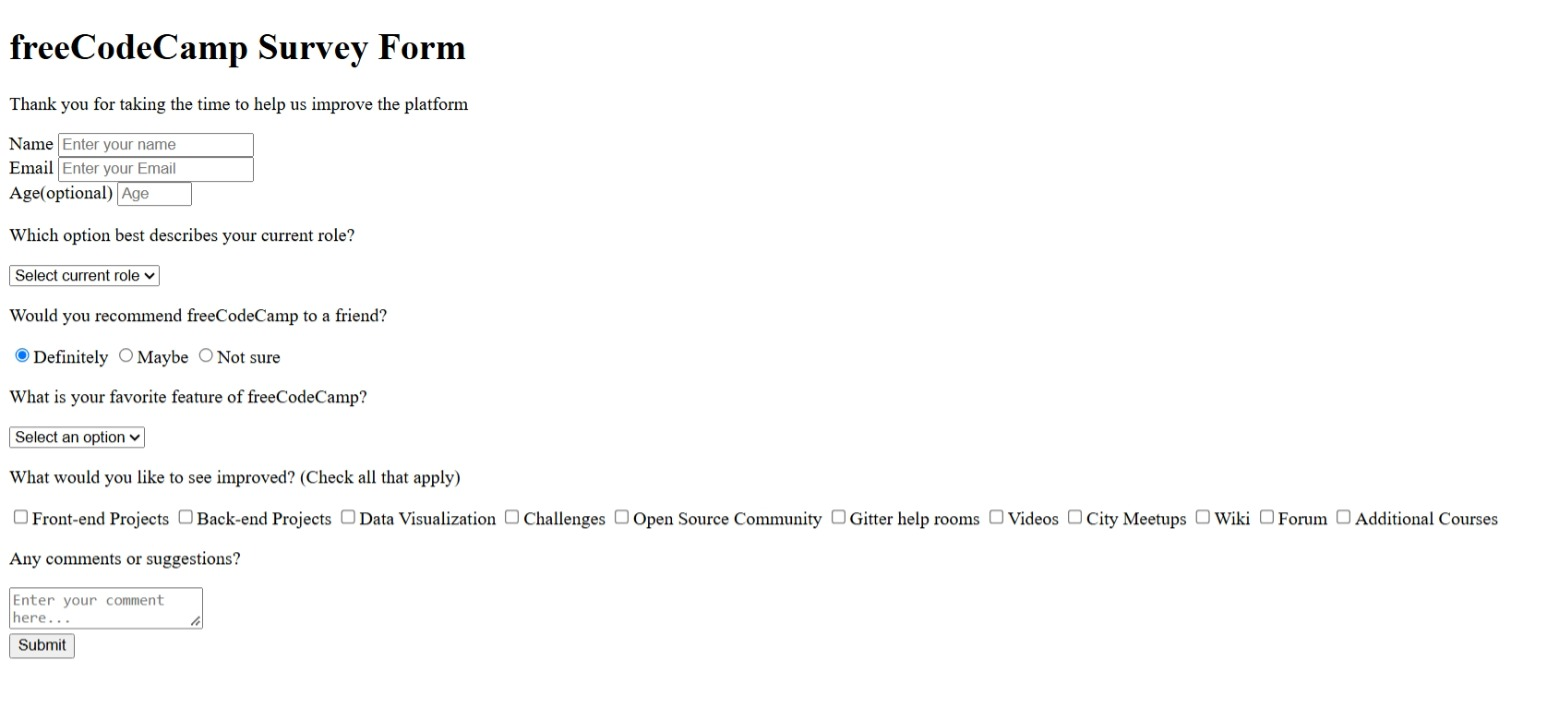 freeCodeCamp Survey Form
Thank you for taking the time to help us improve the platform
Name Enter your name
Email Enter your Email
Age(optional) Age
Which option best describes your current role?
Select current role
Would you recommend freeCodeCamp to a friend?
Definitely Maybe Not sure
What is your favorite feature of freeCodeCamp?
Select an option
What would you like to see improved? (Check all that apply)
Front-end Projects Back-end Projects Data Visualization Challenges Open Source Community Gitter help rooms Videos City Meetups Wiki Forum Additional Courses
Any comments or suggestions?
Enter your comment
here...
Submit